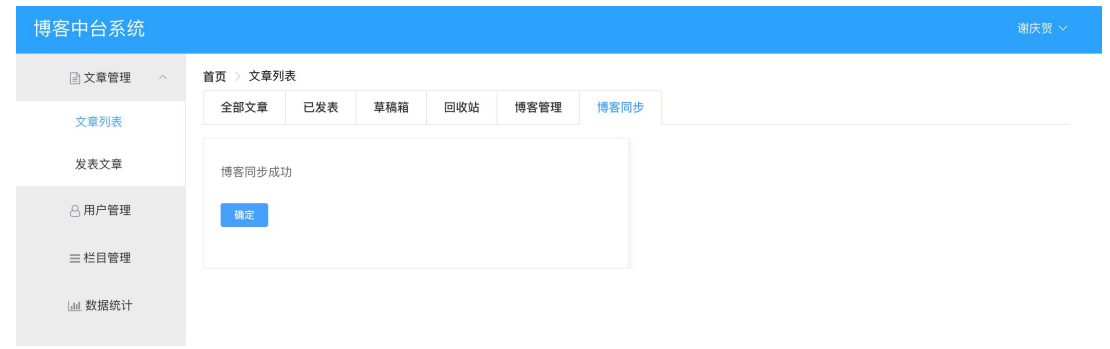 博客中台系统
谢庆贺
文章管理
文章列表
发表文章
用户管理
栏目管理
数据统计
首页 > 文章列表
全部文章 已发表 草稿箱 回收站 博客管理 博客同步
博客同步成功
确定